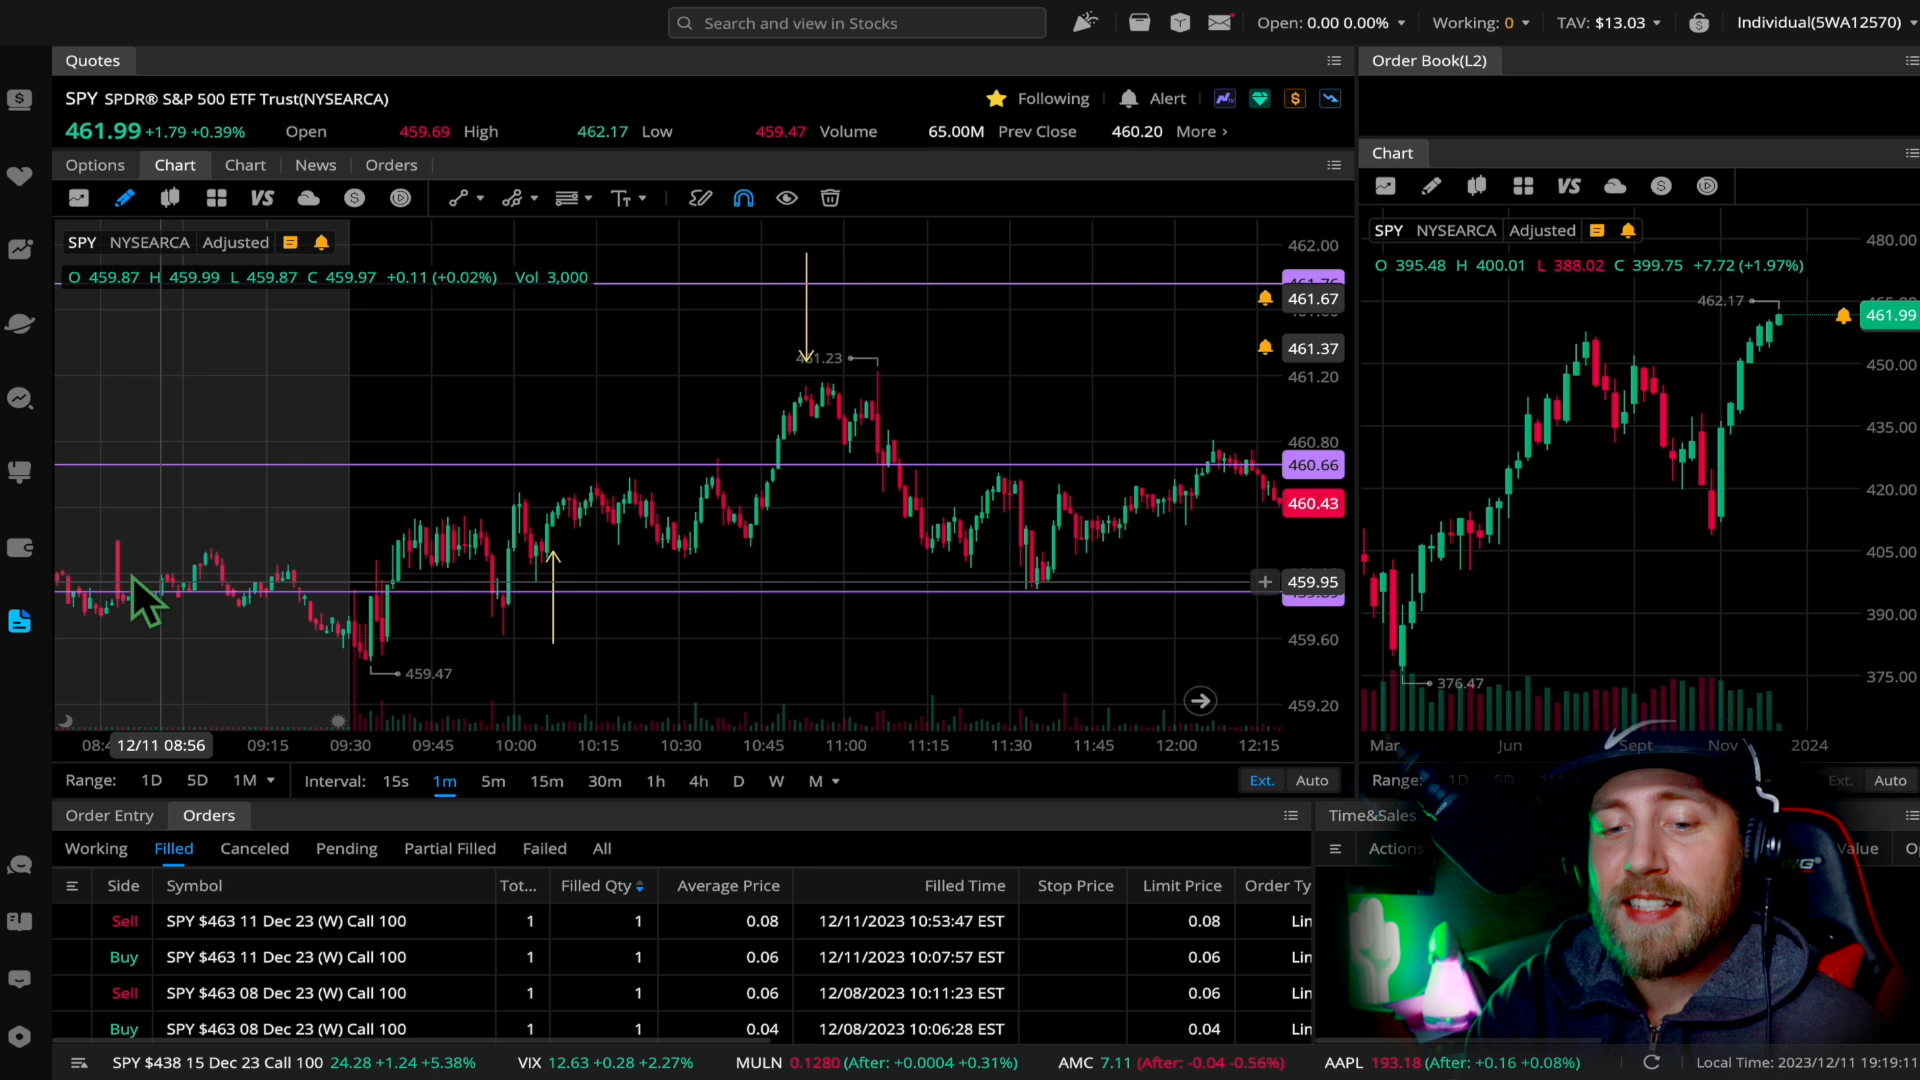 Search and view in Stocks
Open: 0.00 0.00%
Working: 0
TAV: $13.03
Individual(5WA12570)
Quotes
Order Book(L2)
SPY SPDR® S&P 500 ETF Trust(NYSEARCA)
Following
Alert
461.99 +1.79 +0.39% Open 459.69 High 462.17 Low 459.47 Volume 65.00M Prev Close 460.20 More ›
Options Chart Chart News Orders
Chart
VS
VS
SPY NYSEARCA Adjusted
SPY NYSEARCA Adjusted
O 459.87 H 459.99 L 459.87 C 459.97 +0.11 (+0.02%) Vol 3,000
O 395.48 H 400.01 L 388.02 C 399.75 +7.72 (+1.97%)
462.00
461.67
461.37
461.23
461.20
460.80
460.66
460.43
459.95
459.60
459.47
459.20
480.00
462.17
461.99
450.00
435.00
420.00
405.00
390.00
376.47
375.00
12/11 08:56 09:15 09:30 09:45 10:00 10:15 10:30 10:45 11:00 11:15 11:30 11:45 12:00 12:15
Mar Jun Sept Nov 2024
Range: 1D 5D 1M Interval: 15s 1m 5m 15m 30m 1h 4h D W M Ext. Auto
Range: 1D 5D Ext. Auto
Order Entry Orders
Time&Sales
Working Filled Canceled Pending Partial Filled Failed All
Actions Value
Side Symbol Tot... Filled Qty Average Price Filled Time Stop Price Limit Price Order Ty
Sell SPY $463 11 Dec 23 (W) Call 100 1 1 0.08 12/11/2023 10:53:47 EST 0.08 Lin
Buy SPY $463 11 Dec 23 (W) Call 100 1 1 0.06 12/11/2023 10:07:57 EST 0.06 Lin
Sell SPY $463 08 Dec 23 (W) Call 100 1 1 0.06 12/08/2023 10:11:23 EST 0.06 Lin
Buy SPY $463 08 Dec 23 (W) Call 100 1 1 0.04 12/08/2023 10:06:28 EST 0.04 Lin
SPY $438 15 Dec 23 Call 100 24.28 +1.24 +5.38% VIX 12.63 +0.28 +2.27% MULN 0.1280 (After: +0.0004 +0.31%) AMC 7.11 (After: -0.04 -0.56%) AAPL 193.18 (After: +0.16 +0.08%) Local Time: 2023/12/11 19:19:11